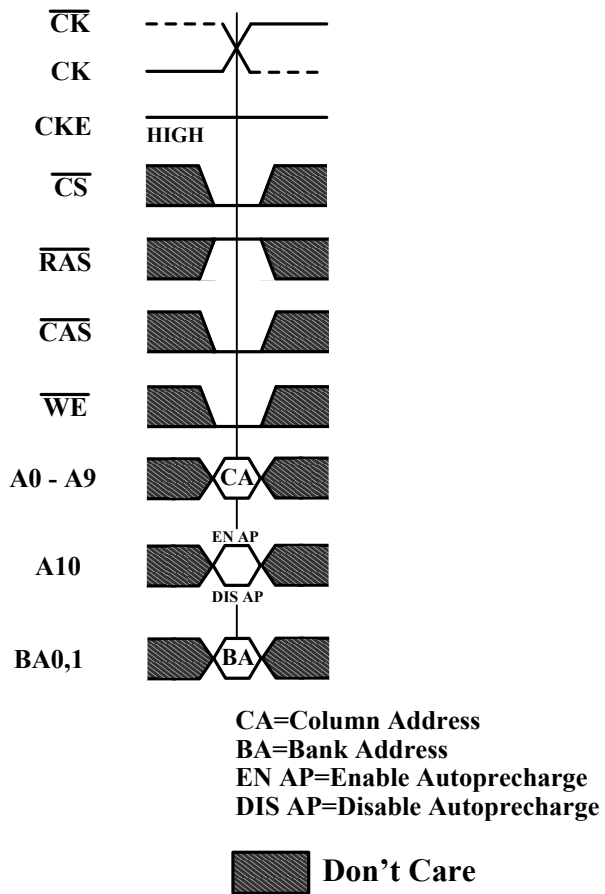 CK
CK
CKE
HIGH
CS
RAS
CAS
WE
A0 - A9
CA
EN AP
A10
DIS AP
BA0,1
BA
CA=Column Address
BA=Bank Address
EN AP=Enable Autoprecharge
DIS AP=Disable Autoprecharge
Don't Care